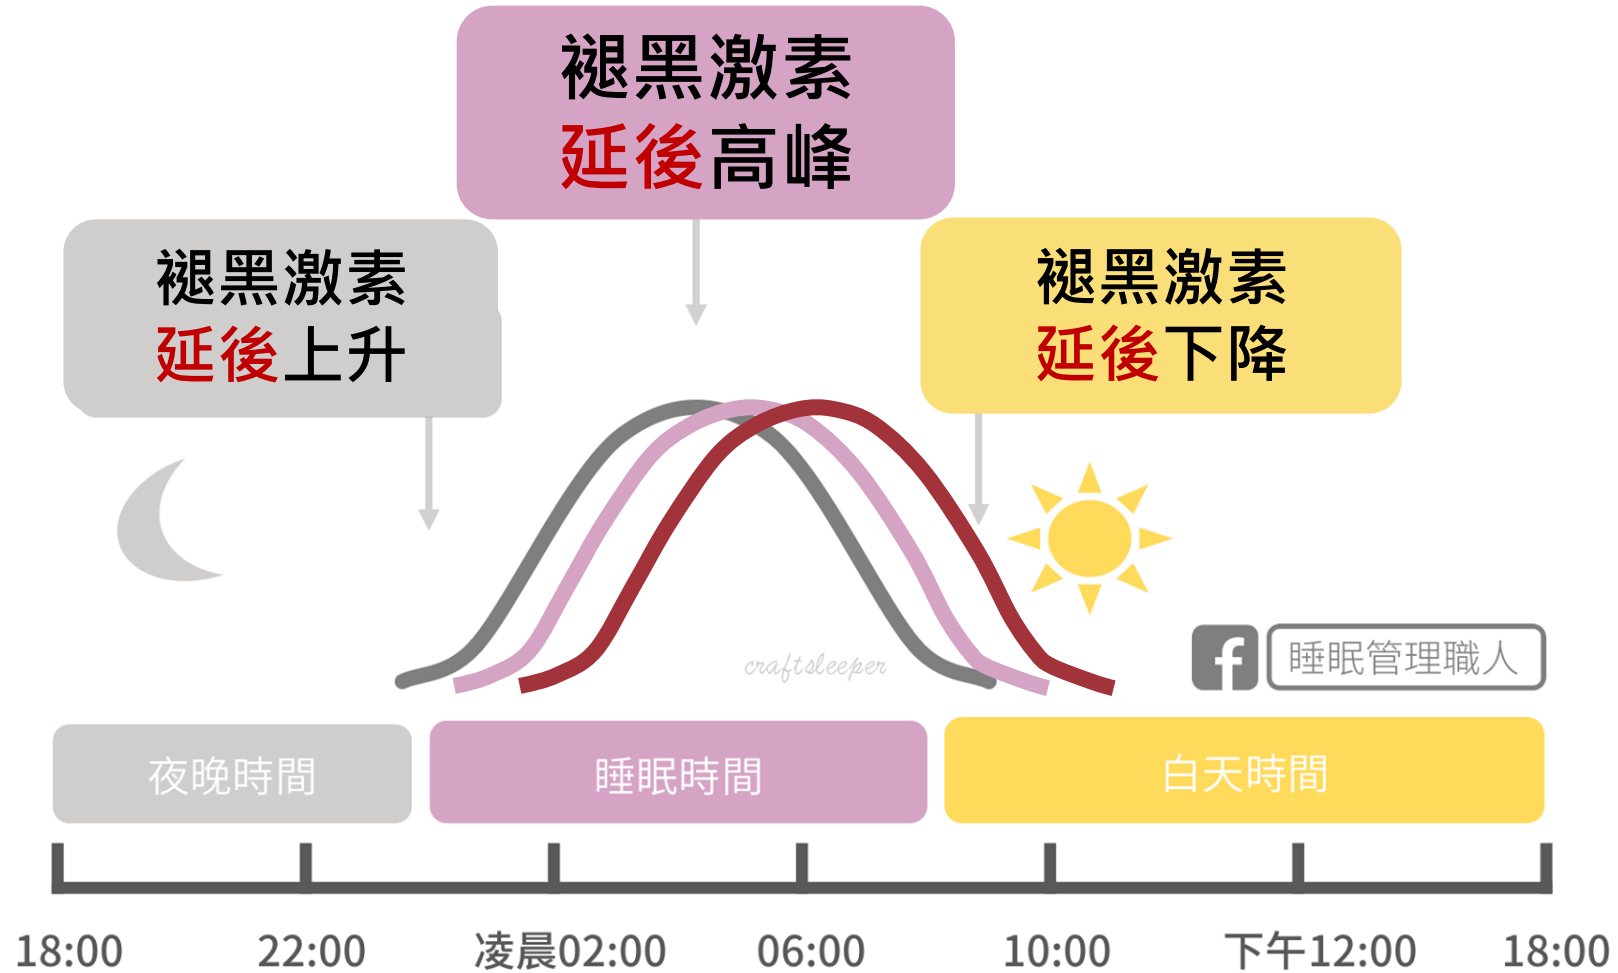 褪黑激素
延後高峰
褪黑激素
延後上升
褪黑激素
延後下降
craftsleeper
睡眠管理職人
夜晚時間
睡眠時間
白天時間
18:00
22:00
凌晨02:00
06:00
10:00
下午12:00
18:00